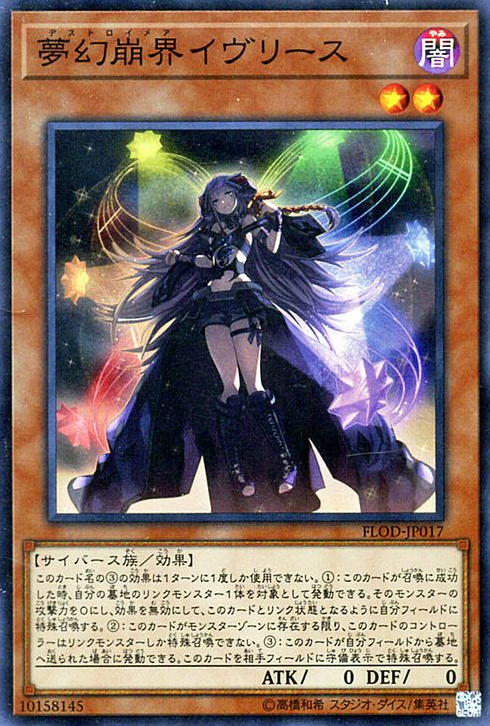 デストロイメア
夢幻崩界イヴリース
やみ
闇
FLOD-JP017
【サイバース族／効果】
このカード名の③の効果は1ターンに1度しか使用できない。①：このカードが召喚に成功
した時、自分の墓地のリンクモンスター1体を対象として発動できる。そのモンスターの
攻撃力を0にし、効果を無効にして、このカードとリンク状態となるように自分フィールドに
特殊召喚する。②：このカードがモンスターゾーンに存在する限り、このカードのコントロー
ラーはリンクモンスターしか特殊召喚できない。③：このカードが自分フィールドから墓地
へ送られた場合に発動できる。このカードを相手フィールドに守備表示で特殊召喚する。
ATK/ 0 DEF/ 0
10158145 ©高橋和希 スタジオ・ダイス/集英社